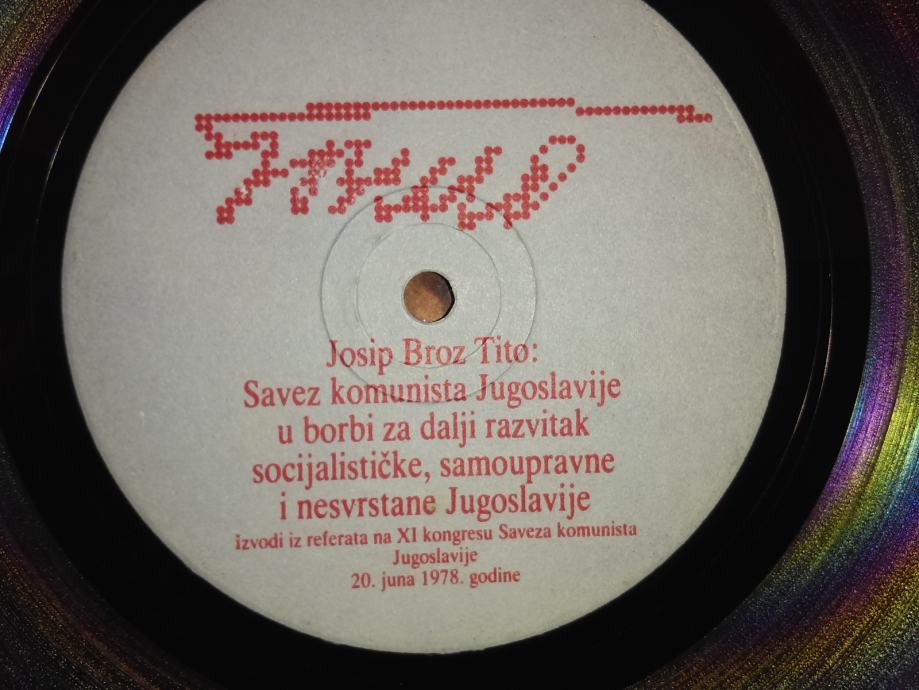 Josip Broz Tito:
Savez komunista Jugoslavije
u borbi za dalji razvitak
socijalističke, samoupravne
i nesvrstane Jugoslavije
izvodi iz referata na XI kongresu Saveza komunista
Jugoslavije
20. juna 1978. godine